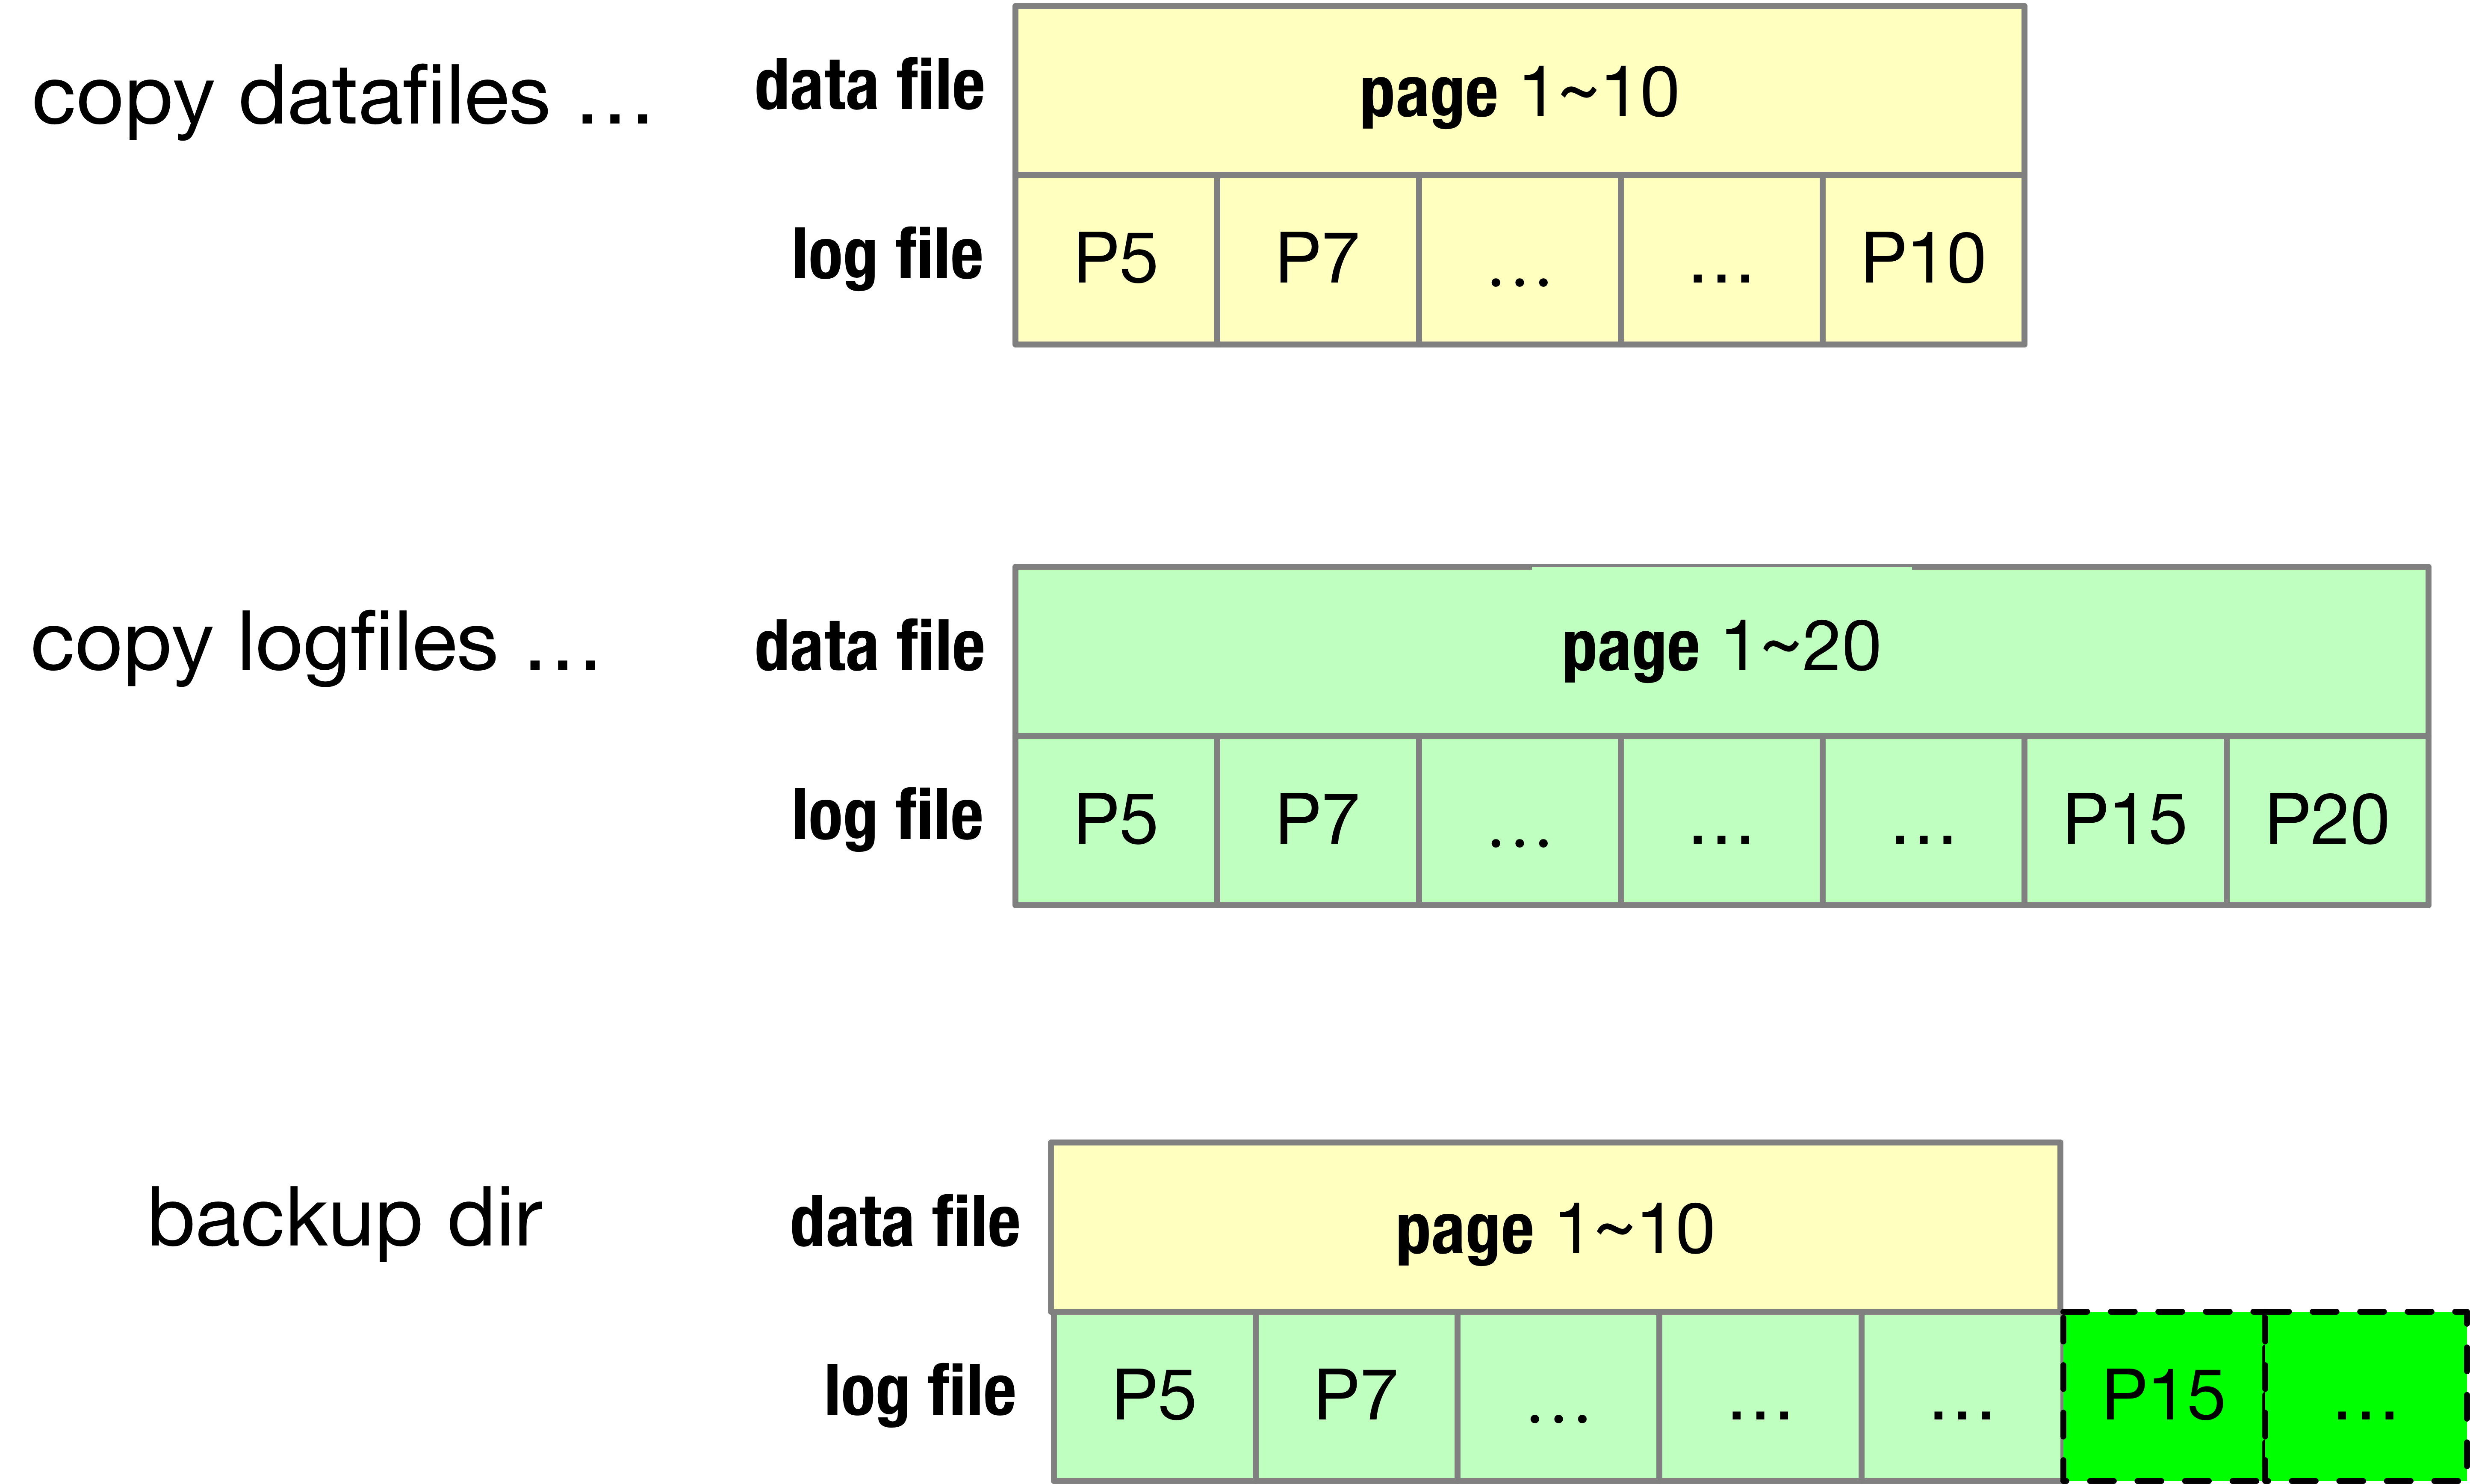 copy datafiles ...
data file
page 1~10
log file
P5 P7 ... ... P10
copy logfiles ...
data file
page 1~20
log file
P5 P7 ... ... ... P15 P20
backup dir
data file
page 1~10
log file
P5 P7 ... ... ... P15 ...